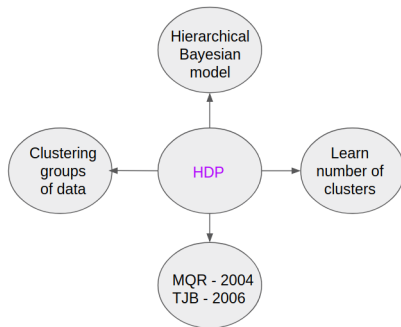 Hierarchical
Bayesian
model
Clustering
groups
of data
HDP
Learn
number of
clusters
MQR - 2004
TJB - 2006